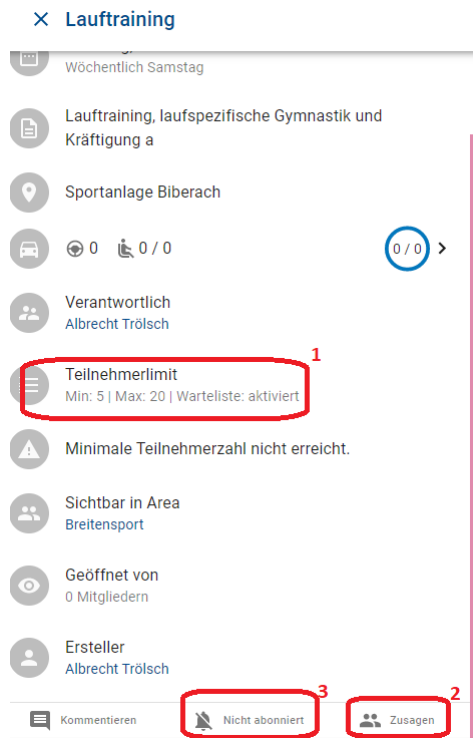 Lauftraining
Wöchentlich Samstag
Lauftraining, laufspezifische Gymnastik und
Kräftigung a
Sportanlage Biberach
0 0 / 0 0 / 0
Verantwortlich
Albrecht Trölsch
1
Teilnehmerlimit
Min: 5 | Max: 20 | Warteliste: aktiviert
Minimale Teilnehmerzahl nicht erreicht.
Sichtbar in Area
Breitensport
Geöffnet von
0 Mitgliedern
Ersteller
Albrecht Trölsch
3 2
Kommentieren Nicht abonniert Zusagen